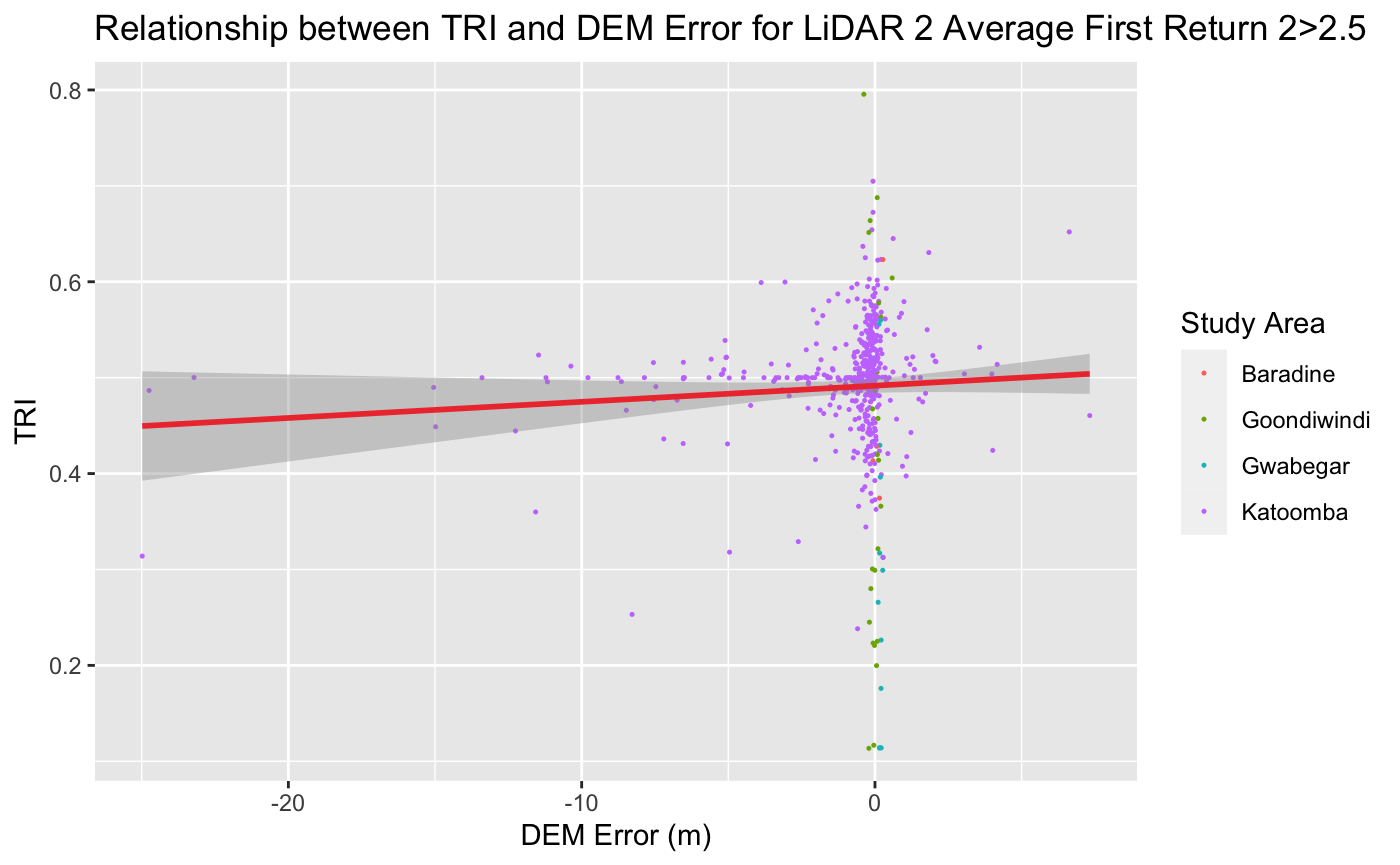 Relationship between TRI and DEM Error for LiDAR 2 Average First Return 2>2.5
0.8
0.6
0.4
0.2
TRI
-20
-10
0
DEM Error (m)
Study Area
Baradine
Goondiwindi
Gwabegar
Katoomba